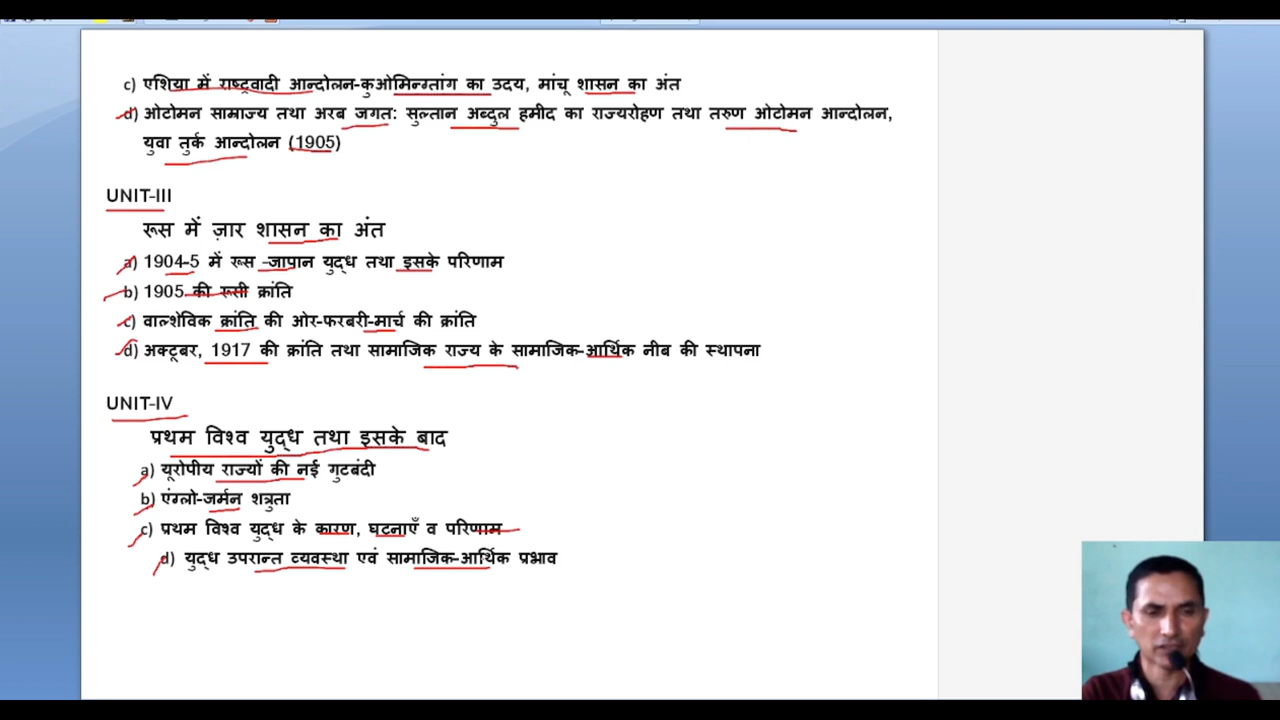 c) एशिया में राष्ट्रवादी आन्दोलन-कुओमिन्ग्तांग का उदय, मांचू शासन का अंत
d) ओटोमन साम्राज्य तथा अरब जगत: सुल्तान अब्दुल हमीद का राज्यरोहण तथा तरुण ओटोमन आन्दोलन,
युवा तुर्क आन्दोलन (1905)
UNIT-III
रूस में ज़ार शासन का अंत
a) 1904-5 में रूस -जापान युद्ध तथा इसके परिणाम
b) 1905 की रूसी क्रांति
c) वाल्शेविक क्रांति की ओर-फरबरी-मार्च की क्रांति
d) अक्टूबर, 1917 की क्रांति तथा सामाजिक राज्य के सामाजिक-आर्थिक नीब की स्थापना
UNIT-IV
प्रथम विश्व युद्ध तथा इसके बाद
a) यूरोपीय राज्यों की नई गुटबंदी
b) एंग्लो-जर्मन शत्रुता
c) प्रथम विश्व युद्ध के कारण, घटनाएँ व परिणाम
d) युद्ध उपरान्त व्यवस्था एवं सामाजिक-आर्थिक प्रभाव